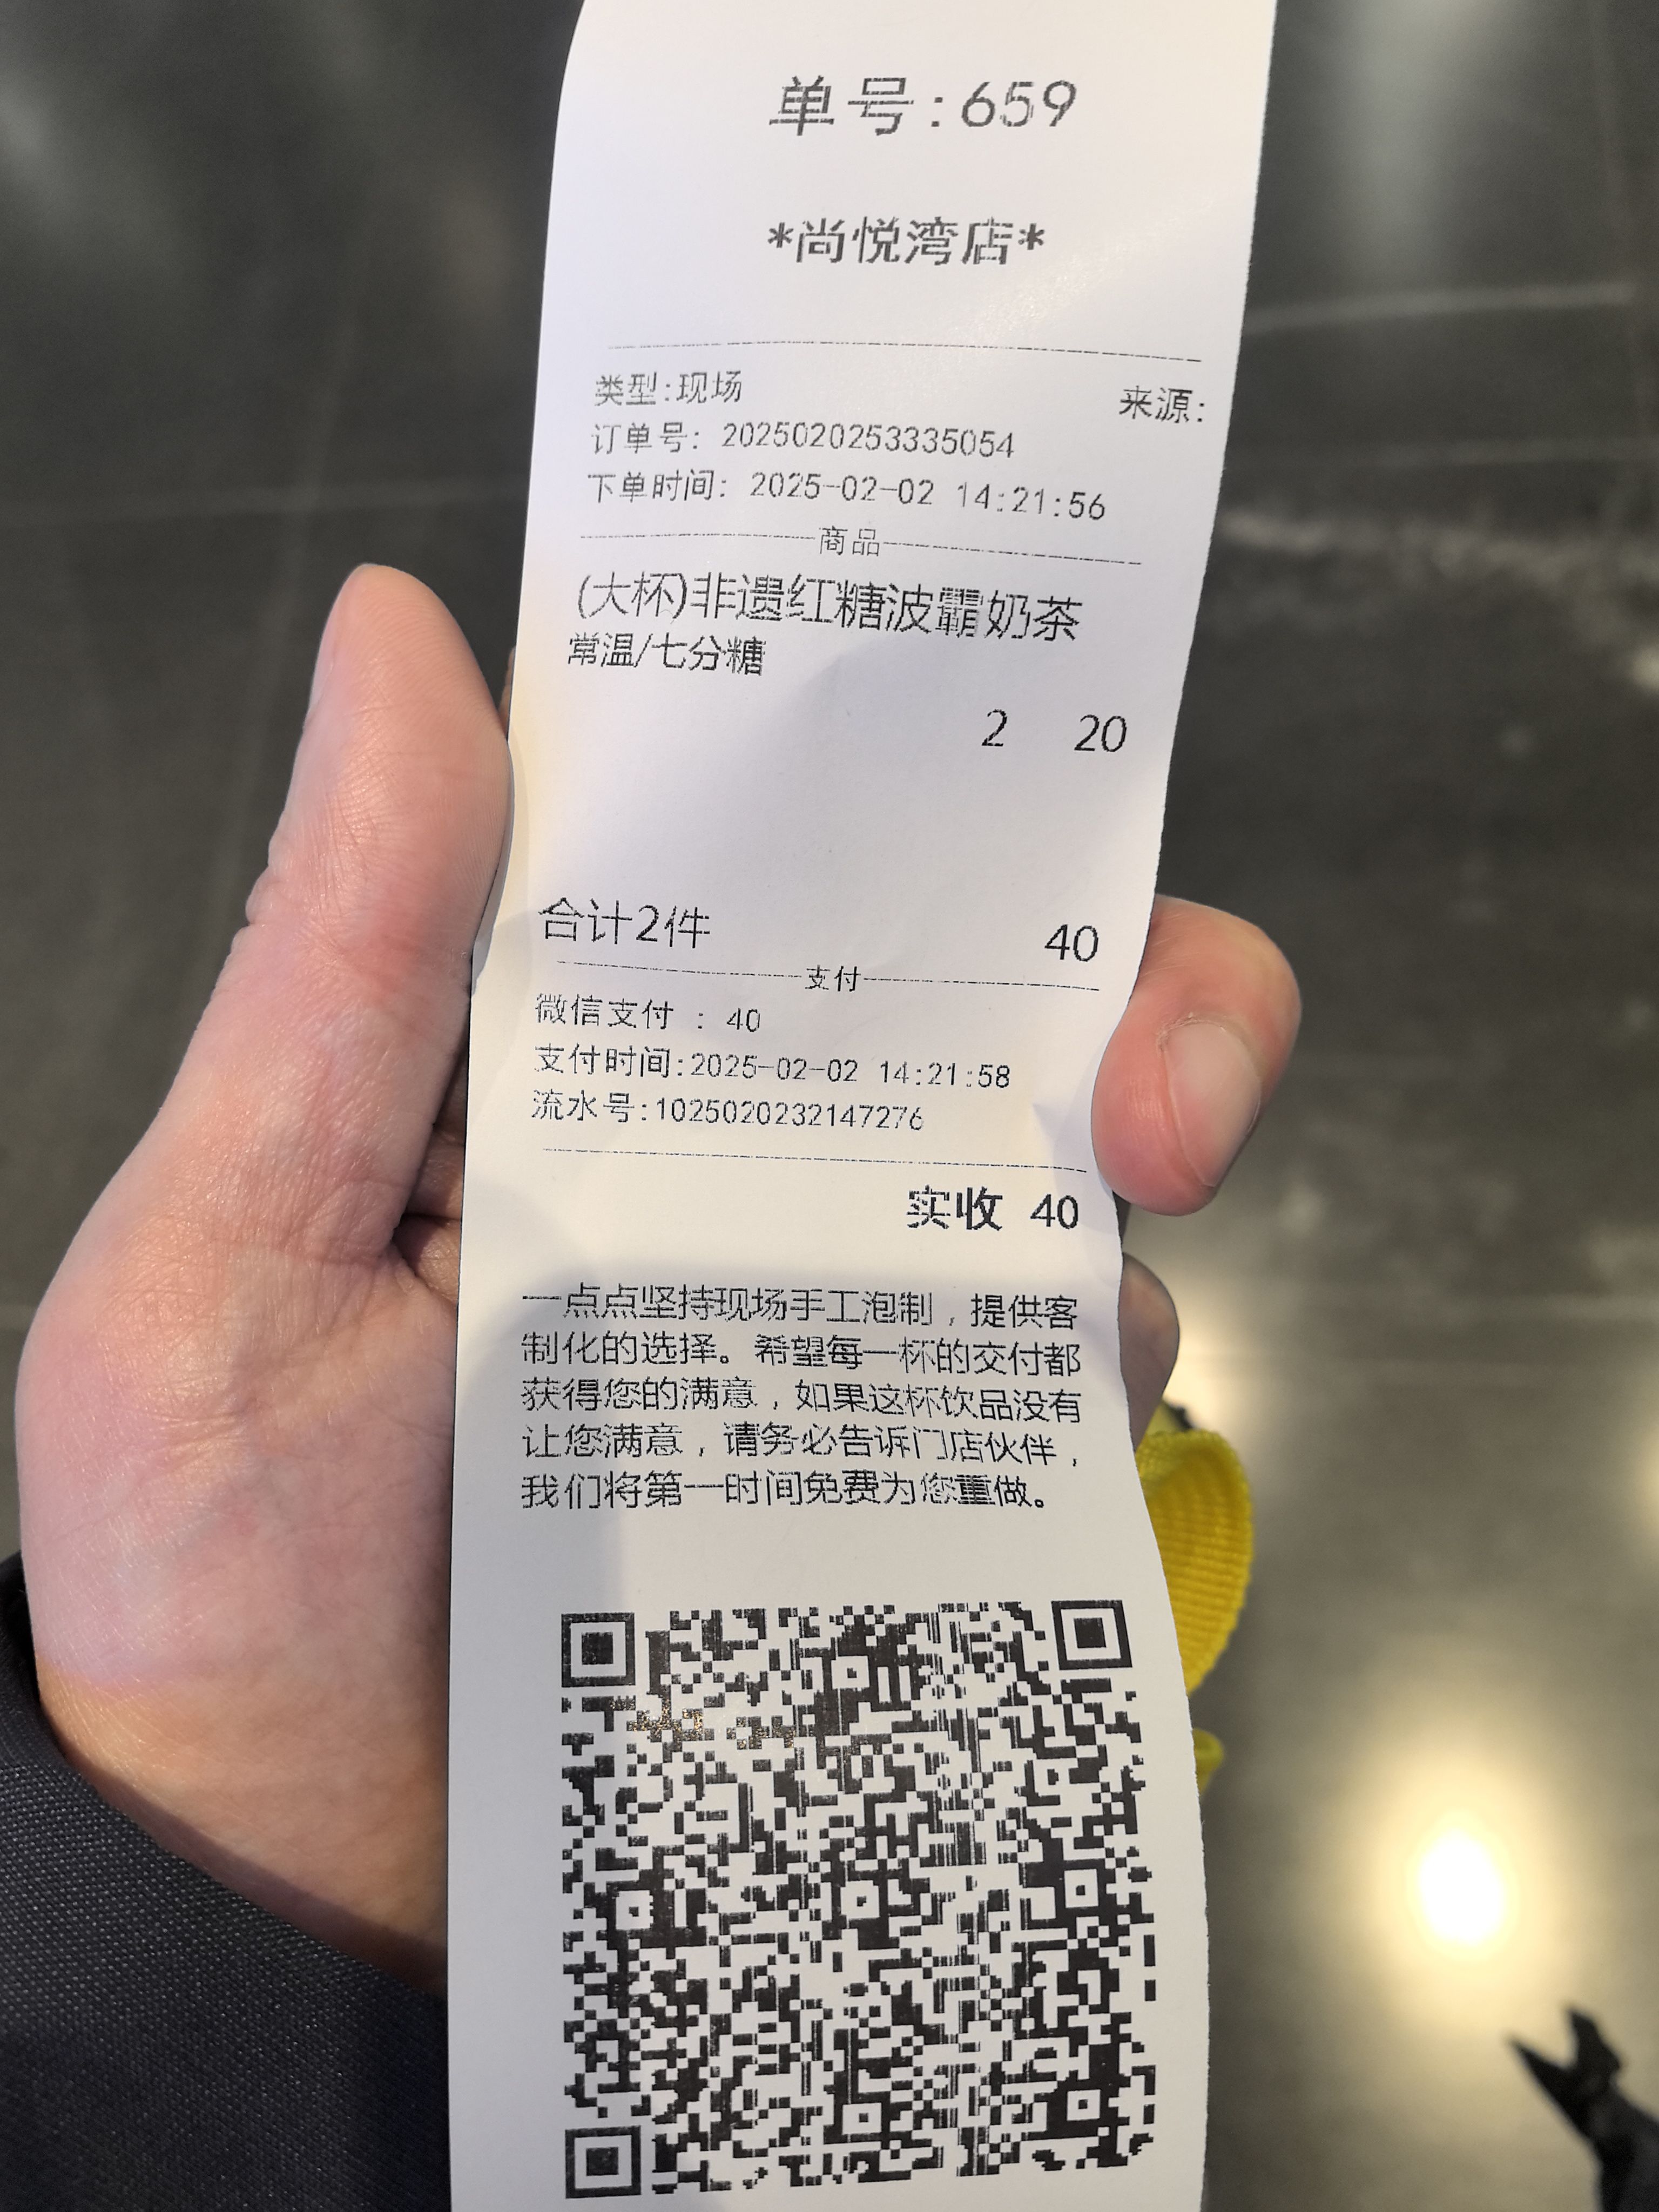 单号:659
*尚悦湾店*
类型:现场 来源:
订单号: 2025020253335054
下单时间: 2025-02-02 14:21:56
商品
(大杯)非遗红糖波霸奶茶
常温/七分糖
2 20
合计2件 40
支付
微信支付 : 40
支付时间:2025-02-02 14:21:58
流水号:1025020232147276
实收 40
一点点坚持现场手工泡制，提供客
制化的选择。希望每一杯的交付都
获得您的满意，如果这杯饮品没有
让您满意，请务必告诉门店伙伴，
我们将第一时间免费为您重做。